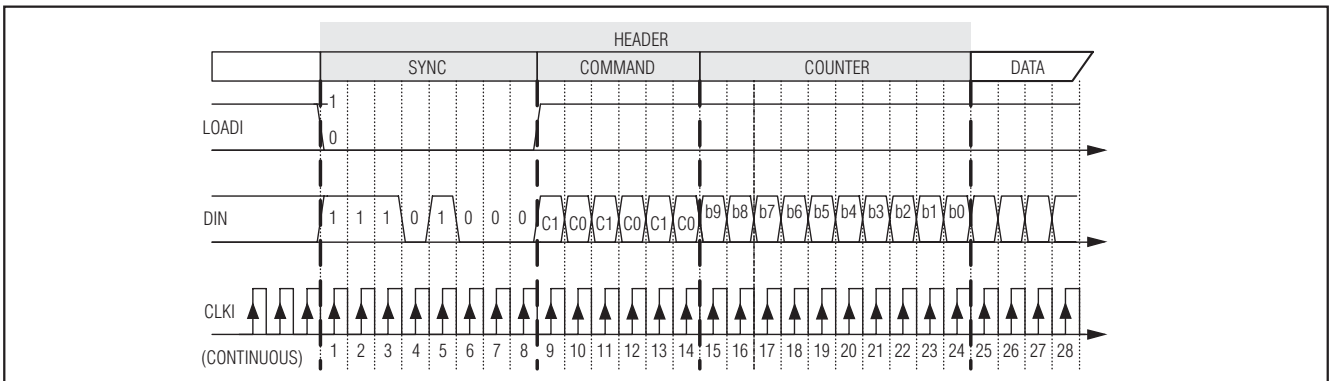 HEADER
SYNC COMMAND COUNTER DATA
1
LOADI
0
DIN 1 1 1 0 1 0 0 0 C1 C0 C1 C0 C1 C0 b9 b8 b7 b6 b5 b4 b3 b2 b1 b0
CLKI
(CONTINUOUS) 1 2 3 4 5 6 7 8 9 10 11 12 13 14 15 16 17 18 19 20 21 22 23 24 25 26 27 28